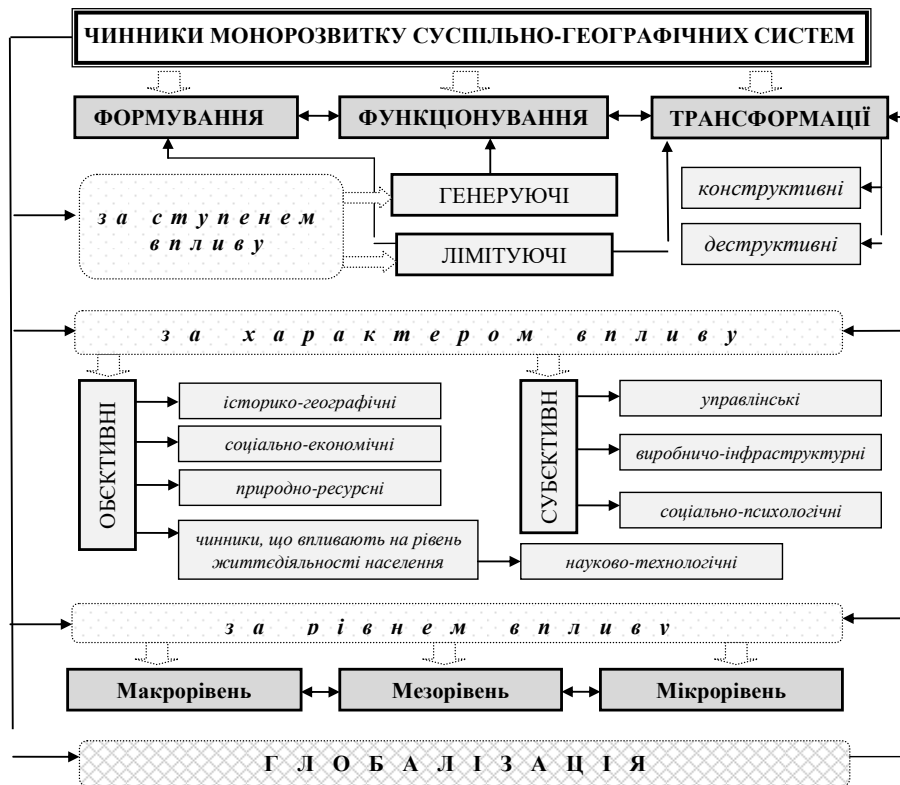 ЧИННИКИ МОНОРОЗВИТКУ СУСПІЛЬНО-ГЕОГРАФІЧНИХ СИСТЕМ
ФОРМУВАННЯ
ФУНКЦІОНУВАННЯ
ТРАНСФОРМАЦІЇ
за ступенем
впливу
ГЕНЕРУЮЧІ
ЛІМІТУЮЧІ
конструктивні
деструктивні
за характером впливу
ОБЄКТИВНІ
історико-географічні
соціально-економічні
природно-ресурсні
чинники, що впливають на рівень
життєдіяльності населення
науково-технологічні
СУБЄКТИВН
управлінські
виробничо-інфраструктурні
соціально-психологічні
за рівнем впливу
Макрорівень
Мезорівень
Мікрорівень
ГЛОБАЛІЗАЦІЯ